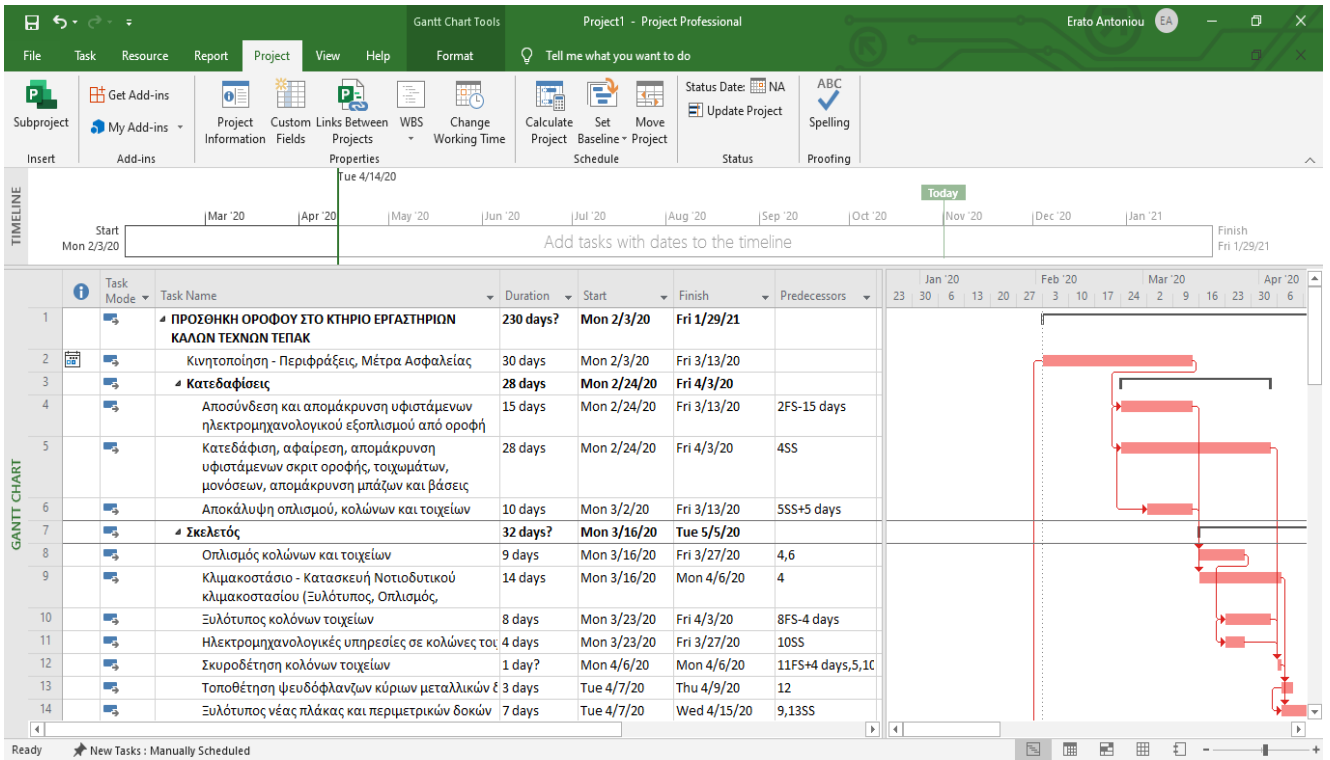 Gantt Chart Tools
Project1 - Project Professional
Erato Antoniou EA
File Task Resource Report Project View Help Format Tell me what you want to do
Subproject
Get Add-ins
My Add-ins
Project Information
Custom Fields
Links Between Projects
WBS
Change Working Time
Calculate Project
Set Baseline
Move Project
Status Date: NA
Update Project
ABC
Spelling
Insert Add-ins Properties Schedule Status Proofing
TIMELINE
Tue 4/14/20
Today
Mar '20 Apr '20 May '20 Jun '20 Jul '20 Aug '20 Sep '20 Oct '20 Nov '20 Dec '20 Jan '21
Start
Mon 2/3/20
Add tasks with dates to the timeline
Finish
Fri 1/29/21
GANTT CHART
Task Mode Task Name Duration Start Finish Predecessors
Jan '20 Feb '20 Mar '20 Apr '20
23 30 6 13 20 27 3 10 17 24 2 9 16 23 30 6
1 ΠΡΟΣΘΗΚΗ ΟΡΟΦΟΥ ΣΤΟ ΚΤΗΡΙΟ ΕΡΓΑΣΤΗΡΙΩΝ 230 days? Mon 2/3/20 Fri 1/29/21
ΚΑΛΩΝ ΤΕΧΝΩΝ ΤΕΠΑΚ
2 Κινητοποίηση - Περιφράξεις, Μέτρα Ασφαλείας 30 days Mon 2/3/20 Fri 3/13/20
3 Κατεδαφίσεις 28 days Mon 2/24/20 Fri 4/3/20
4 Αποσύνδεση και απομάκρυνση υφιστάμενων 15 days Mon 2/24/20 Fri 3/13/20 2FS-15 days
ηλεκτρομηχανολογικού εξοπλισμού από οροφή
5 Κατεδάφιση, αφαίρεση, απομάκρυνση 28 days Mon 2/24/20 Fri 4/3/20 4SS
υφιστάμενων σκριτ οροφής, τοιχωμάτων,
μονόσεων, απομάκρυνση μπάζων και βάσεις
6 Αποκάλυψη οπλισμού, κολώνων και τοιχείων 10 days Mon 3/2/20 Fri 3/13/20 5SS+5 days
7 Σκελετός 32 days? Mon 3/16/20 Tue 5/5/20
8 Οπλισμός κολώνων και τοιχείων 9 days Mon 3/16/20 Fri 3/27/20 4,6
9 Κλιμακοστάσιο - Κατασκευή Νοτιοδυτικού 14 days Mon 3/16/20 Mon 4/6/20 4
κλιμακοστασίου (Ξυλότυπος, Οπλισμός,
10 Ξυλότυπος κολόνων τοιχείων 8 days Mon 3/23/20 Fri 4/3/20 8FS-4 days
11 Ηλεκτρομηχανολογικές υπηρεσίες σε κολώνες τοι 4 days Mon 3/23/20 Fri 3/27/20 10SS
12 Σκυροδέτηση κολόνων τοιχείων 1 day? Mon 4/6/20 Mon 4/6/20 11FS+4 days,5,10
13 Τοποθέτηση ψευδόφλανζων κύριων μεταλλικών δ 3 days Tue 4/7/20 Thu 4/9/20 12
14 Ξυλότυπος νέας πλάκας και περιμετρικών δοκών 7 days Tue 4/7/20 Wed 4/15/20 9,13SS
Ready New Tasks : Manually Scheduled